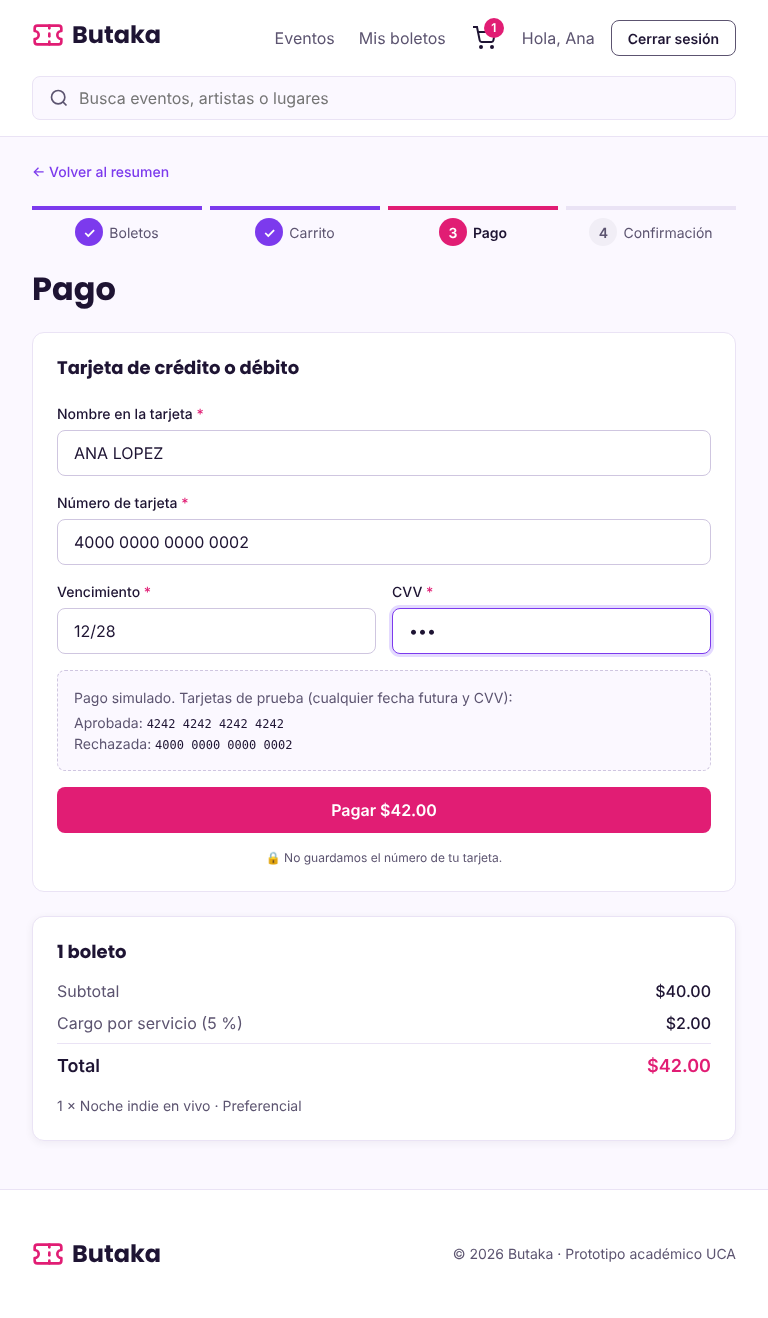 Butaka
Eventos
Mis boletos
1
Hola, Ana
Cerrar sesión
Busca eventos, artistas o lugares
← Volver al resumen
✓ Boletos
✓ Carrito
3 Pago
4 Confirmación
Pago
Tarjeta de crédito o débito
Nombre en la tarjeta *
ANA LOPEZ
Número de tarjeta *
4000 0000 0000 0002
Vencimiento *
CVV *
12/28
•••
Pago simulado. Tarjetas de prueba (cualquier fecha futura y CVV):
Aprobada: 4242 4242 4242 4242
Rechazada: 4000 0000 0000 0002
Pagar $42.00
🔒 No guardamos el número de tu tarjeta.
1 boleto
Subtotal $40.00
Cargo por servicio (5 %) $2.00
Total $42.00
1 × Noche indie en vivo · Preferencial
Butaka
© 2026 Butaka · Prototipo académico UCA